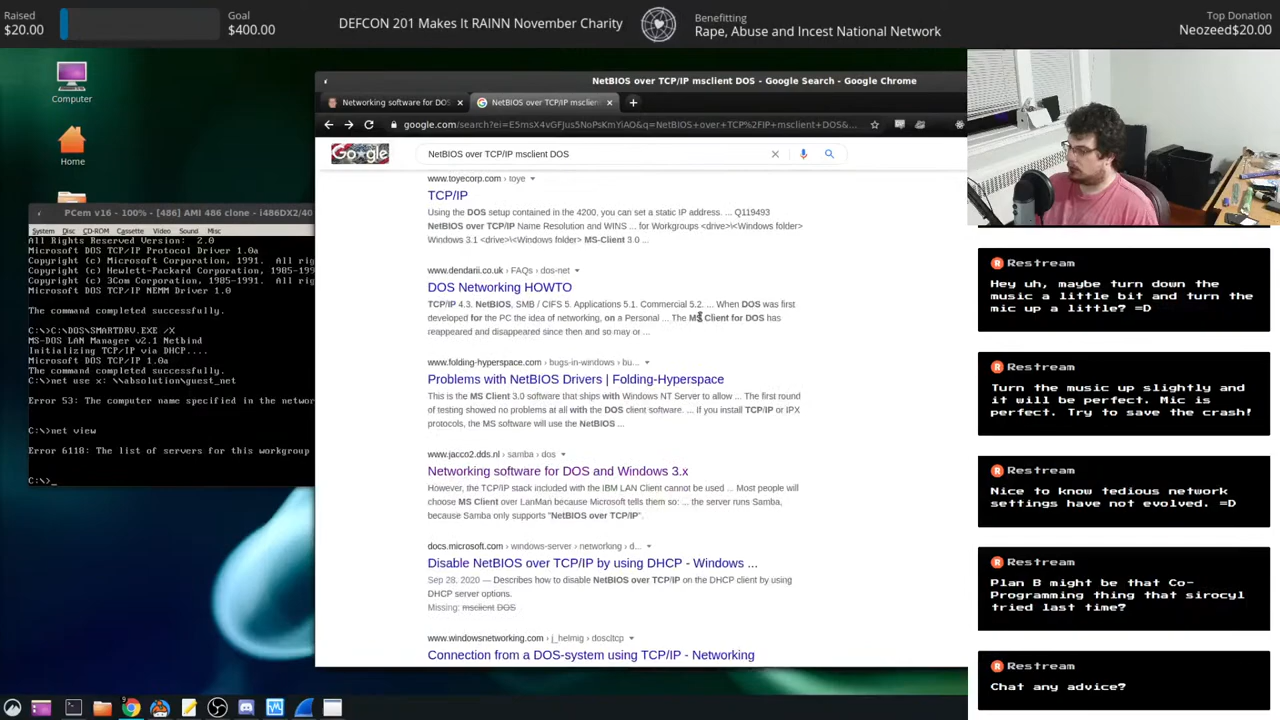 Raised
$20.00
Goal
$400.00
DEFCON 201 Makes It RAINN November Charity
Benefitting
Rape, Abuse and Incest National Network
Top Donation
Neozeed$20.00
Computer
Home
NetBIOS over TCP/IP msclient DOS - Google Search - Google Chrome
Networking software for DOS
NetBIOS over TCP/IP msclien
google.com/search?ei=E5msX4vGFJus5NoPsKmYiAO&q=NetBIOS+over+TCP%2FIP+msclient+DOS&...
NetBIOS over TCP/IP msclient DOS
www.toyecorp.com › toye
TCP/IP
Using the DOS setup contained in the 4200, you can set a static IP address. ... Q119493
NetBIOS over TCP/IP Name Resolution and WINS ... for Workgroups <drive>\<Windows folder>
Windows 3.1 <drive>\<Windows folder> MS-Client 3.0 ...
www.dendarii.co.uk › FAQs › dos-net
DOS Networking HOWTO
TCP/IP 4.3. NetBIOS, SMB / CIFS 5. Applications 5.1. Commercial 5.2. ... When DOS was first
developed for the PC the idea of networking, on a Personal ... The MS Client for DOS has
reappeared and disappeared since then and so may or ...
www.folding-hyperspace.com › bugs-in-windows › bu...
Problems with NetBIOS Drivers | Folding-Hyperspace
This is the MS Client 3.0 software that ships with Windows NT Server to allow ... The first round
of testing showed no problems at all with the DOS client software. ... If you install TCP/IP or IPX
protocols, the MS software will use the NetBIOS ...
www.jacco2.dds.nl › samba › dos
Networking software for DOS and Windows 3.x
However, the TCP/IP stack included with the IBM LAN Client cannot be used ... Most people will
choose MS Client over LanMan because Microsoft tells them so: ... the server runs Samba,
because Samba only supports "NetBIOS over TCP/IP".
docs.microsoft.com › windows-server › networking › d...
Disable NetBIOS over TCP/IP by using DHCP - Windows ...
Sep 28, 2020 — Describes how to disable NetBIOS over TCP/IP on the DHCP client by using
DHCP server options.
Missing: msclient DOS
www.windowsnetworking.com › j_helmig › doscltcp
Connection from a DOS-system using TCP/IP - Networking
PCem v16 - 100% - [486] AMI 486 clone - i486DX2/40
System Disc CD-ROM Cassette Video Sound Misc
All Rights Reserved Version: 2.0
Microsoft DOS TCP/IP Protocol Driver 1.0a
Copyright (c) Microsoft Corporation, 1991. All rig
Copyright (c) Hewlett-Packard Corporation, 1985-199
Copyright (c) 3Com Corporation, 1985-1991. All rig
Microsoft DOS TCP/IP NEMM Driver 1.0
The command completed successfully.
C:\>C:\DOS\SMARTDRV.EXE /X
MS-DOS LAN Manager v2.1 Netbind
Initializing TCP/IP via DHCP....
Microsoft DOS TCP/IP 1.0a
The command completed successfully.
C:\>net use x: \\absolution\guest_net
Error 53: The computer name specified in the networ
C:\>net view
Error 6118: The list of servers for this workgroup
C:\>_
Restream
Hey uh, maybe turn down the
music a little bit and turn the
mic up a little? =D
Restream
Turn the music up slightly and
it will be perfect. Mic is
perfect. Try to save the crash!
Restream
Nice to know tedious network
settings have not evolved. =D
Restream
Plan B might be that Co-
Programming thing that sirocyl
tried last time?
Restream
Chat any advice?